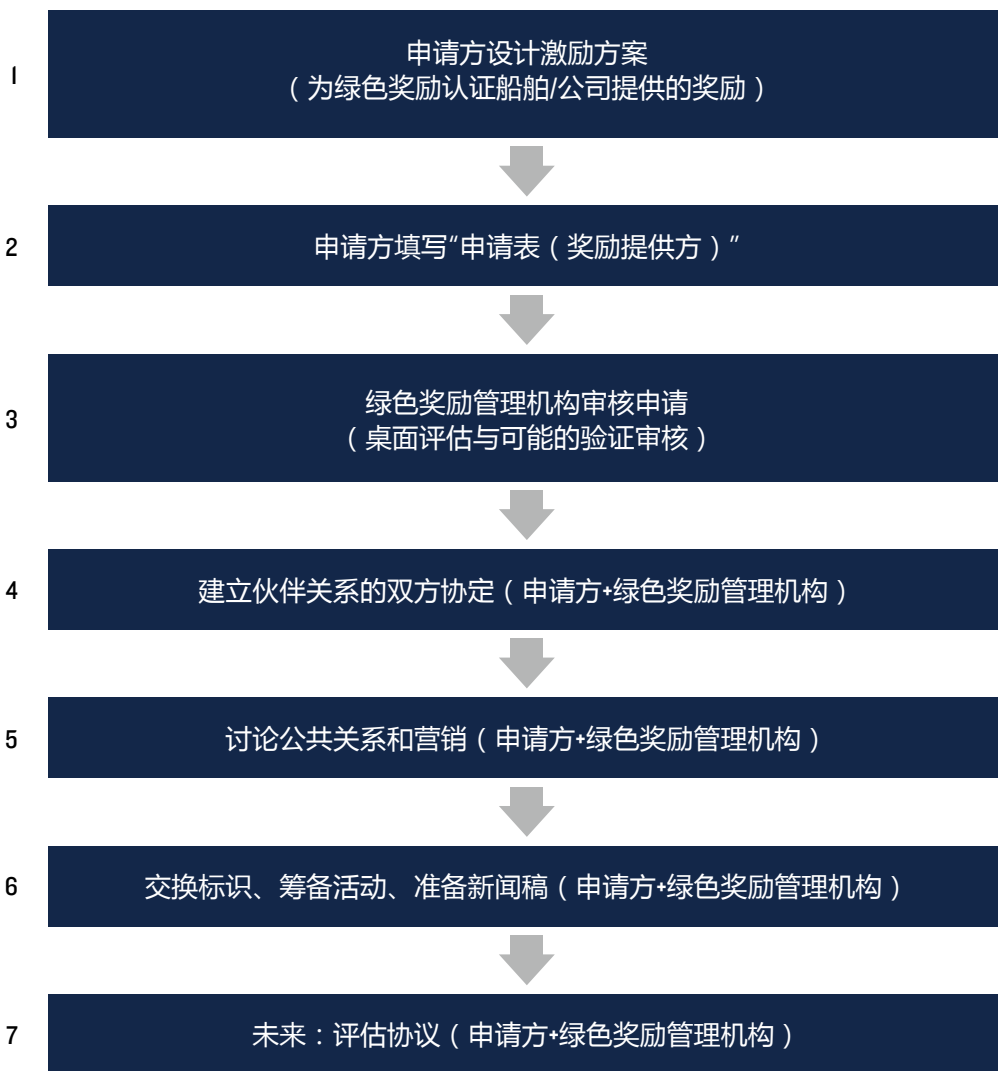 1
申请方设计激励方案
（为绿色奖励认证船舶/公司提供的奖励）
2
申请方填写“申请表（奖励提供方）”
3
绿色奖励管理机构审核申请
（桌面评估与可能的验证审核）
4
建立伙伴关系的双方协定（申请方+绿色奖励管理机构）
5
讨论公共关系和营销（申请方+绿色奖励管理机构）
6
交换标识、筹备活动、准备新闻稿（申请方+绿色奖励管理机构）
7
未来：评估协议（申请方+绿色奖励管理机构）